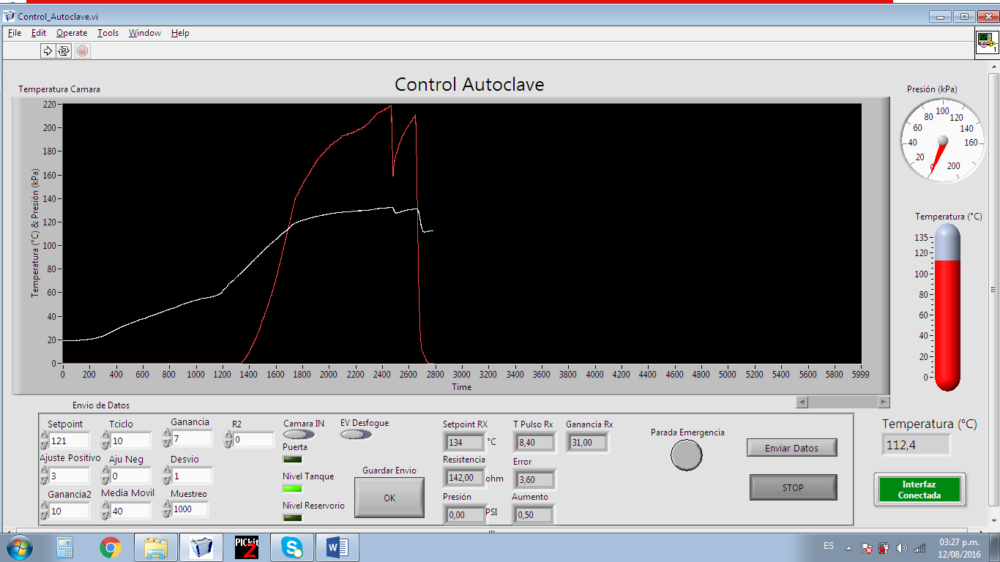 Control_Autoclave.vi
File Edit Operate Tools Window Help
1
Control Autoclave
Temperatura Camara
Temperatura (°C) & Presión (kPa)
220
200
180
160
140
120
100
80
60
40
20
0
0 200 400 600 800 1000 1200 1400 1600 1800 2000 2200 2400 2600 2800 3000 3200 3400 3600 3800 4000 4200 4400 4600 4800 5000 5200 5400 5600 5800 5999
Time
Presión (kPa)
0 20 40 60 80 100 120 140 160 200
Temperatura (°C)
135
120
100
80
60
40
20
0
Temperatura (°C)
112,4
Interfaz
Conectada
Envio de Datos
Setpoint Tciclo Ganancia R2
121 10 7 0
Ajuste Positivo Aju Neg Desvio
3 0 1
Ganancia2 Media Movil Muestreo
10 40 1000
Camara IN EV Desfogue
Puerta
Nivel Tanque
Nivel Reservorio
Guardar Envio
OK
Setpoint RX T Pulso Rx Ganancia Rx
134 °C 8,40 31,00
Resistencia Error
142,00 ohm 3,60
Presión Aumento
0,00 PSI 0,50
Parada Emergencia
Enviar Datos
STOP
PICkit
2
ES
03:27 p.m.
12/08/2016